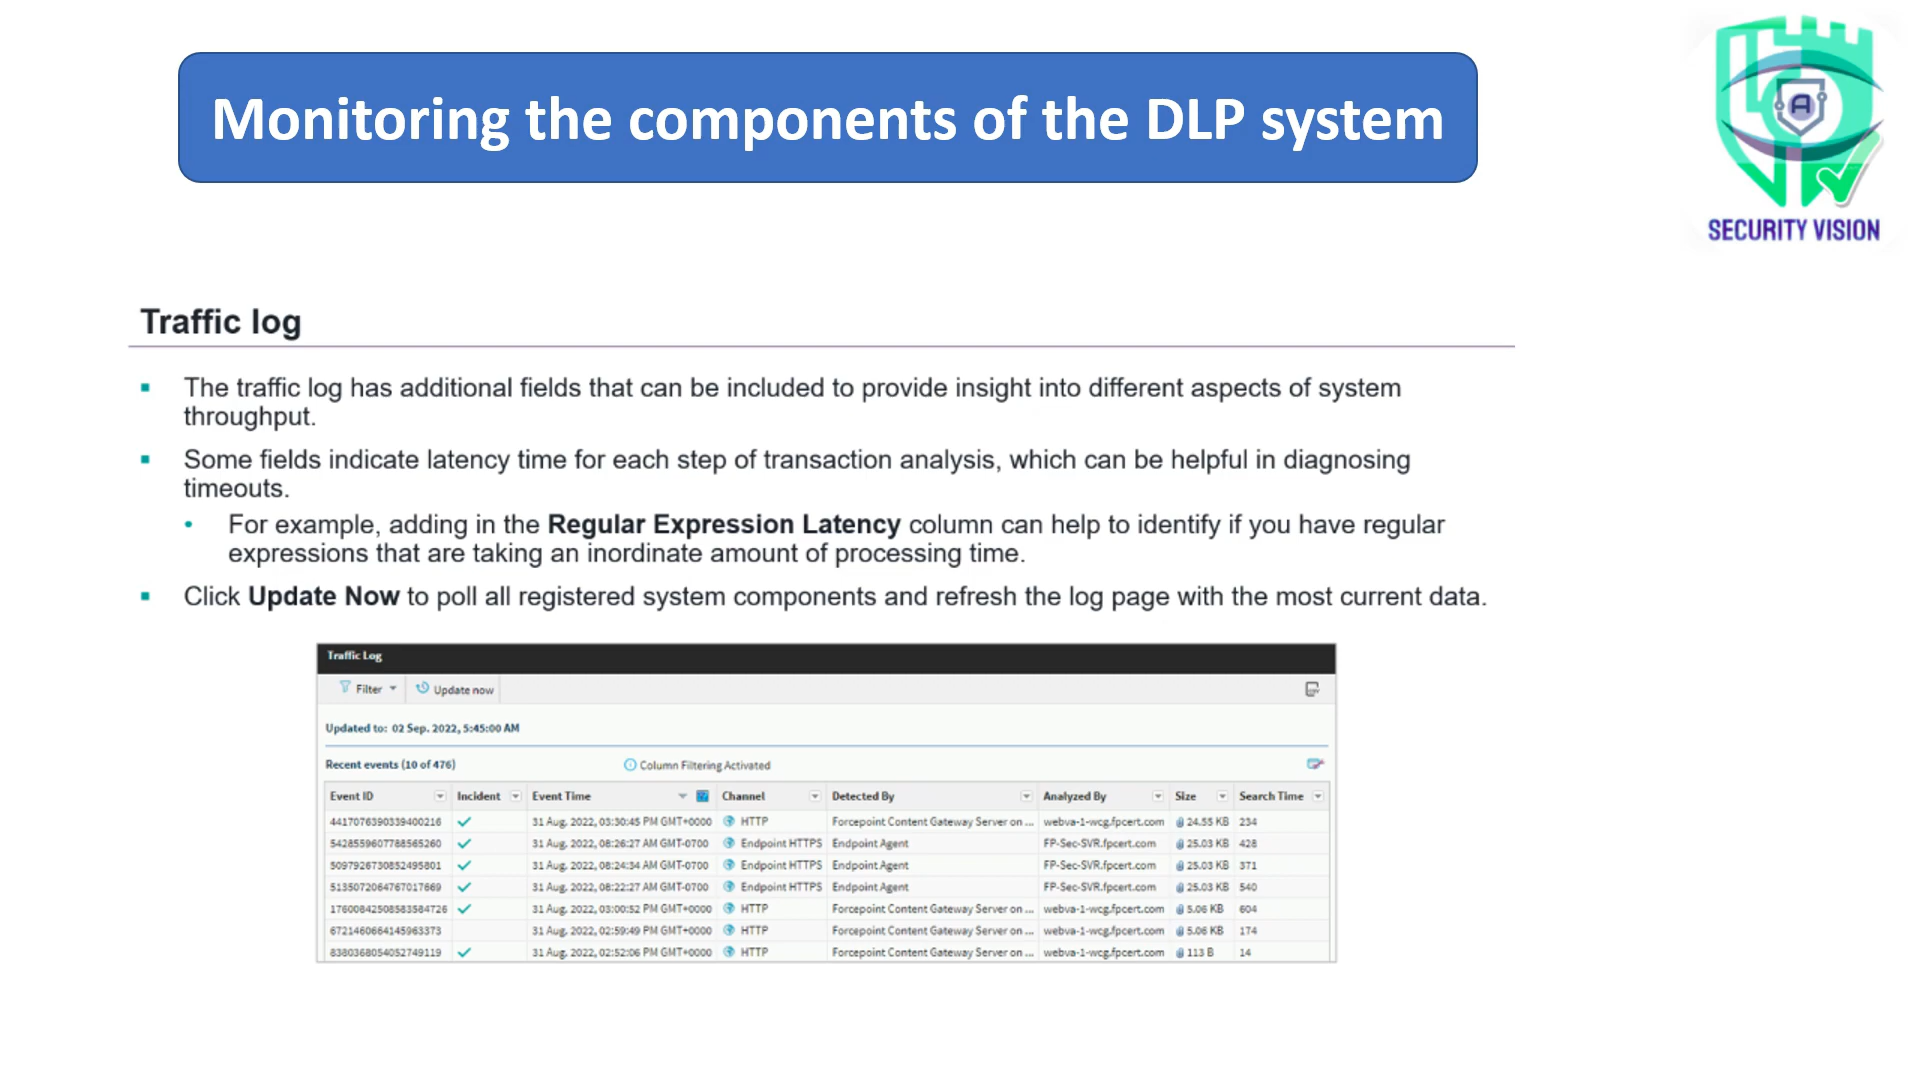 Monitoring the components of the DLP system
A
SECURITY VISION
Traffic log
The traffic log has additional fields that can be included to provide insight into different aspects of system
throughput.
Some fields indicate latency time for each step of transaction analysis, which can be helpful in diagnosing
timeouts.
For example, adding in the Regular Expression Latency column can help to identify if you have regular
expressions that are taking an inordinate amount of processing time.
Click Update Now to poll all registered system components and refresh the log page with the most current data.
Traffic Log
Filter Update now
Updated to: 02 Sep. 2022, 5:45:00 AM
Recent events (10 of 476) Column Filtering Activated
Event ID Incident Event Time Channel Detected By Analyzed By Size Search Time
4417076390339400216 31 Aug. 2022, 03:30:45 PM GMT+0000 HTTP Forcepoint Content Gateway Server on ... webva-1-wcg.fpcert.com 24.55 KB 234
5428559607788565260 31 Aug. 2022, 08:26:27 AM GMT-0700 Endpoint HTTPS Endpoint Agent FP-Sec-SVR.fpcert.com 25.03 KB 428
5097926730852495801 31 Aug. 2022, 08:24:34 AM GMT-0700 Endpoint HTTPS Endpoint Agent FP-Sec-SVR.fpcert.com 25.03 KB 371
5135072064767017669 31 Aug. 2022, 08:22:27 AM GMT-0700 Endpoint HTTPS Endpoint Agent FP-Sec-SVR.fpcert.com 25.03 KB 540
17600842508583584726 31 Aug. 2022, 03:00:52 PM GMT+0000 HTTP Forcepoint Content Gateway Server on ... webva-1-wcg.fpcert.com 5.06 KB 604
6721460664145963373 31 Aug. 2022, 02:59:49 PM GMT+0000 HTTP Forcepoint Content Gateway Server on ... webva-1-wcg.fpcert.com 5.06 KB 174
8380368054052749119 31 Aug. 2022, 02:52:06 PM GMT+0000 HTTP Forcepoint Content Gateway Server on ... webva-1-wcg.fpcert.com 113 B 14